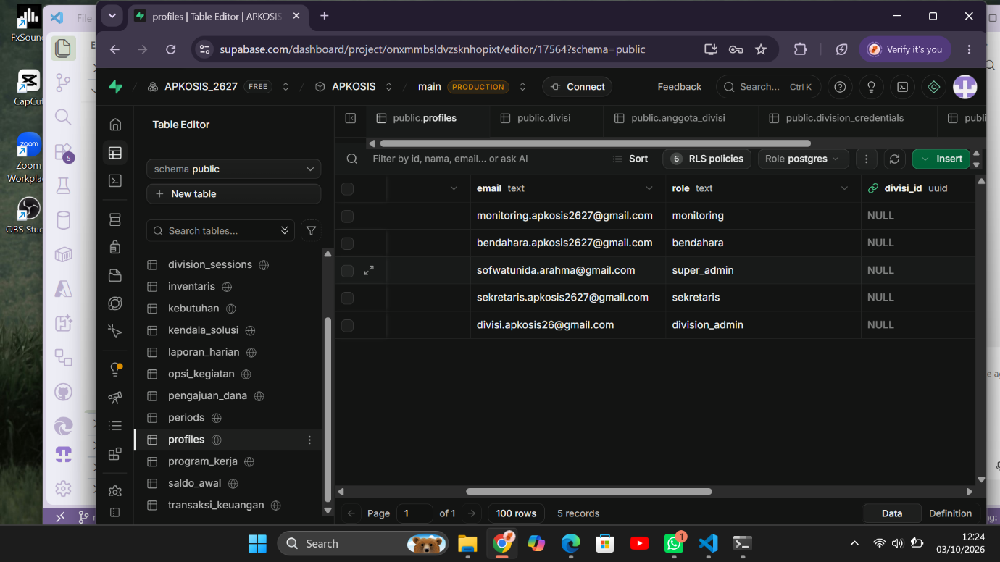 FxSound
CapCut
Zoom
Workplace
OBS Stud
File
E
5
profiles | Table Editor | APKOSIS
supabase.com/dashboard/project/onxmmbsldvzsknhopixt/editor/17564?schema=public
Verify it's you
APKOSIS_2627
FREE
APKOSIS
main
PRODUCTION
Connect
Feedback
Search...
Ctrl K
Table Editor
schema public
New table
Search tables...
division_sessions
inventaris
kebutuhan
kendala_solusi
laporan_harian
opsi_kegiatan
pengajuan_dana
periods
profiles
program_kerja
saldo_awal
transaksi_keuangan
public.profiles
public.divisi
public.anggota_divisi
public.division_credentials
publi
Filter by id, nama, email... or ask AI
Sort
6 RLS policies
Role postgres
Insert
email text
role text
divisi_id uuid
monitoring.apkosis2627@gmail.com monitoring NULL
bendahara.apkosis2627@gmail.com bendahara NULL
sofwatunida.arahma@gmail.com super_admin NULL
sekretaris.apkosis2627@gmail.com sekretaris NULL
divisi.apkosis26@gmail.com division_admin NULL
Page 1 of 1
100 rows
5 records
Data
Definition
Search
1
12:24
03/10/2026